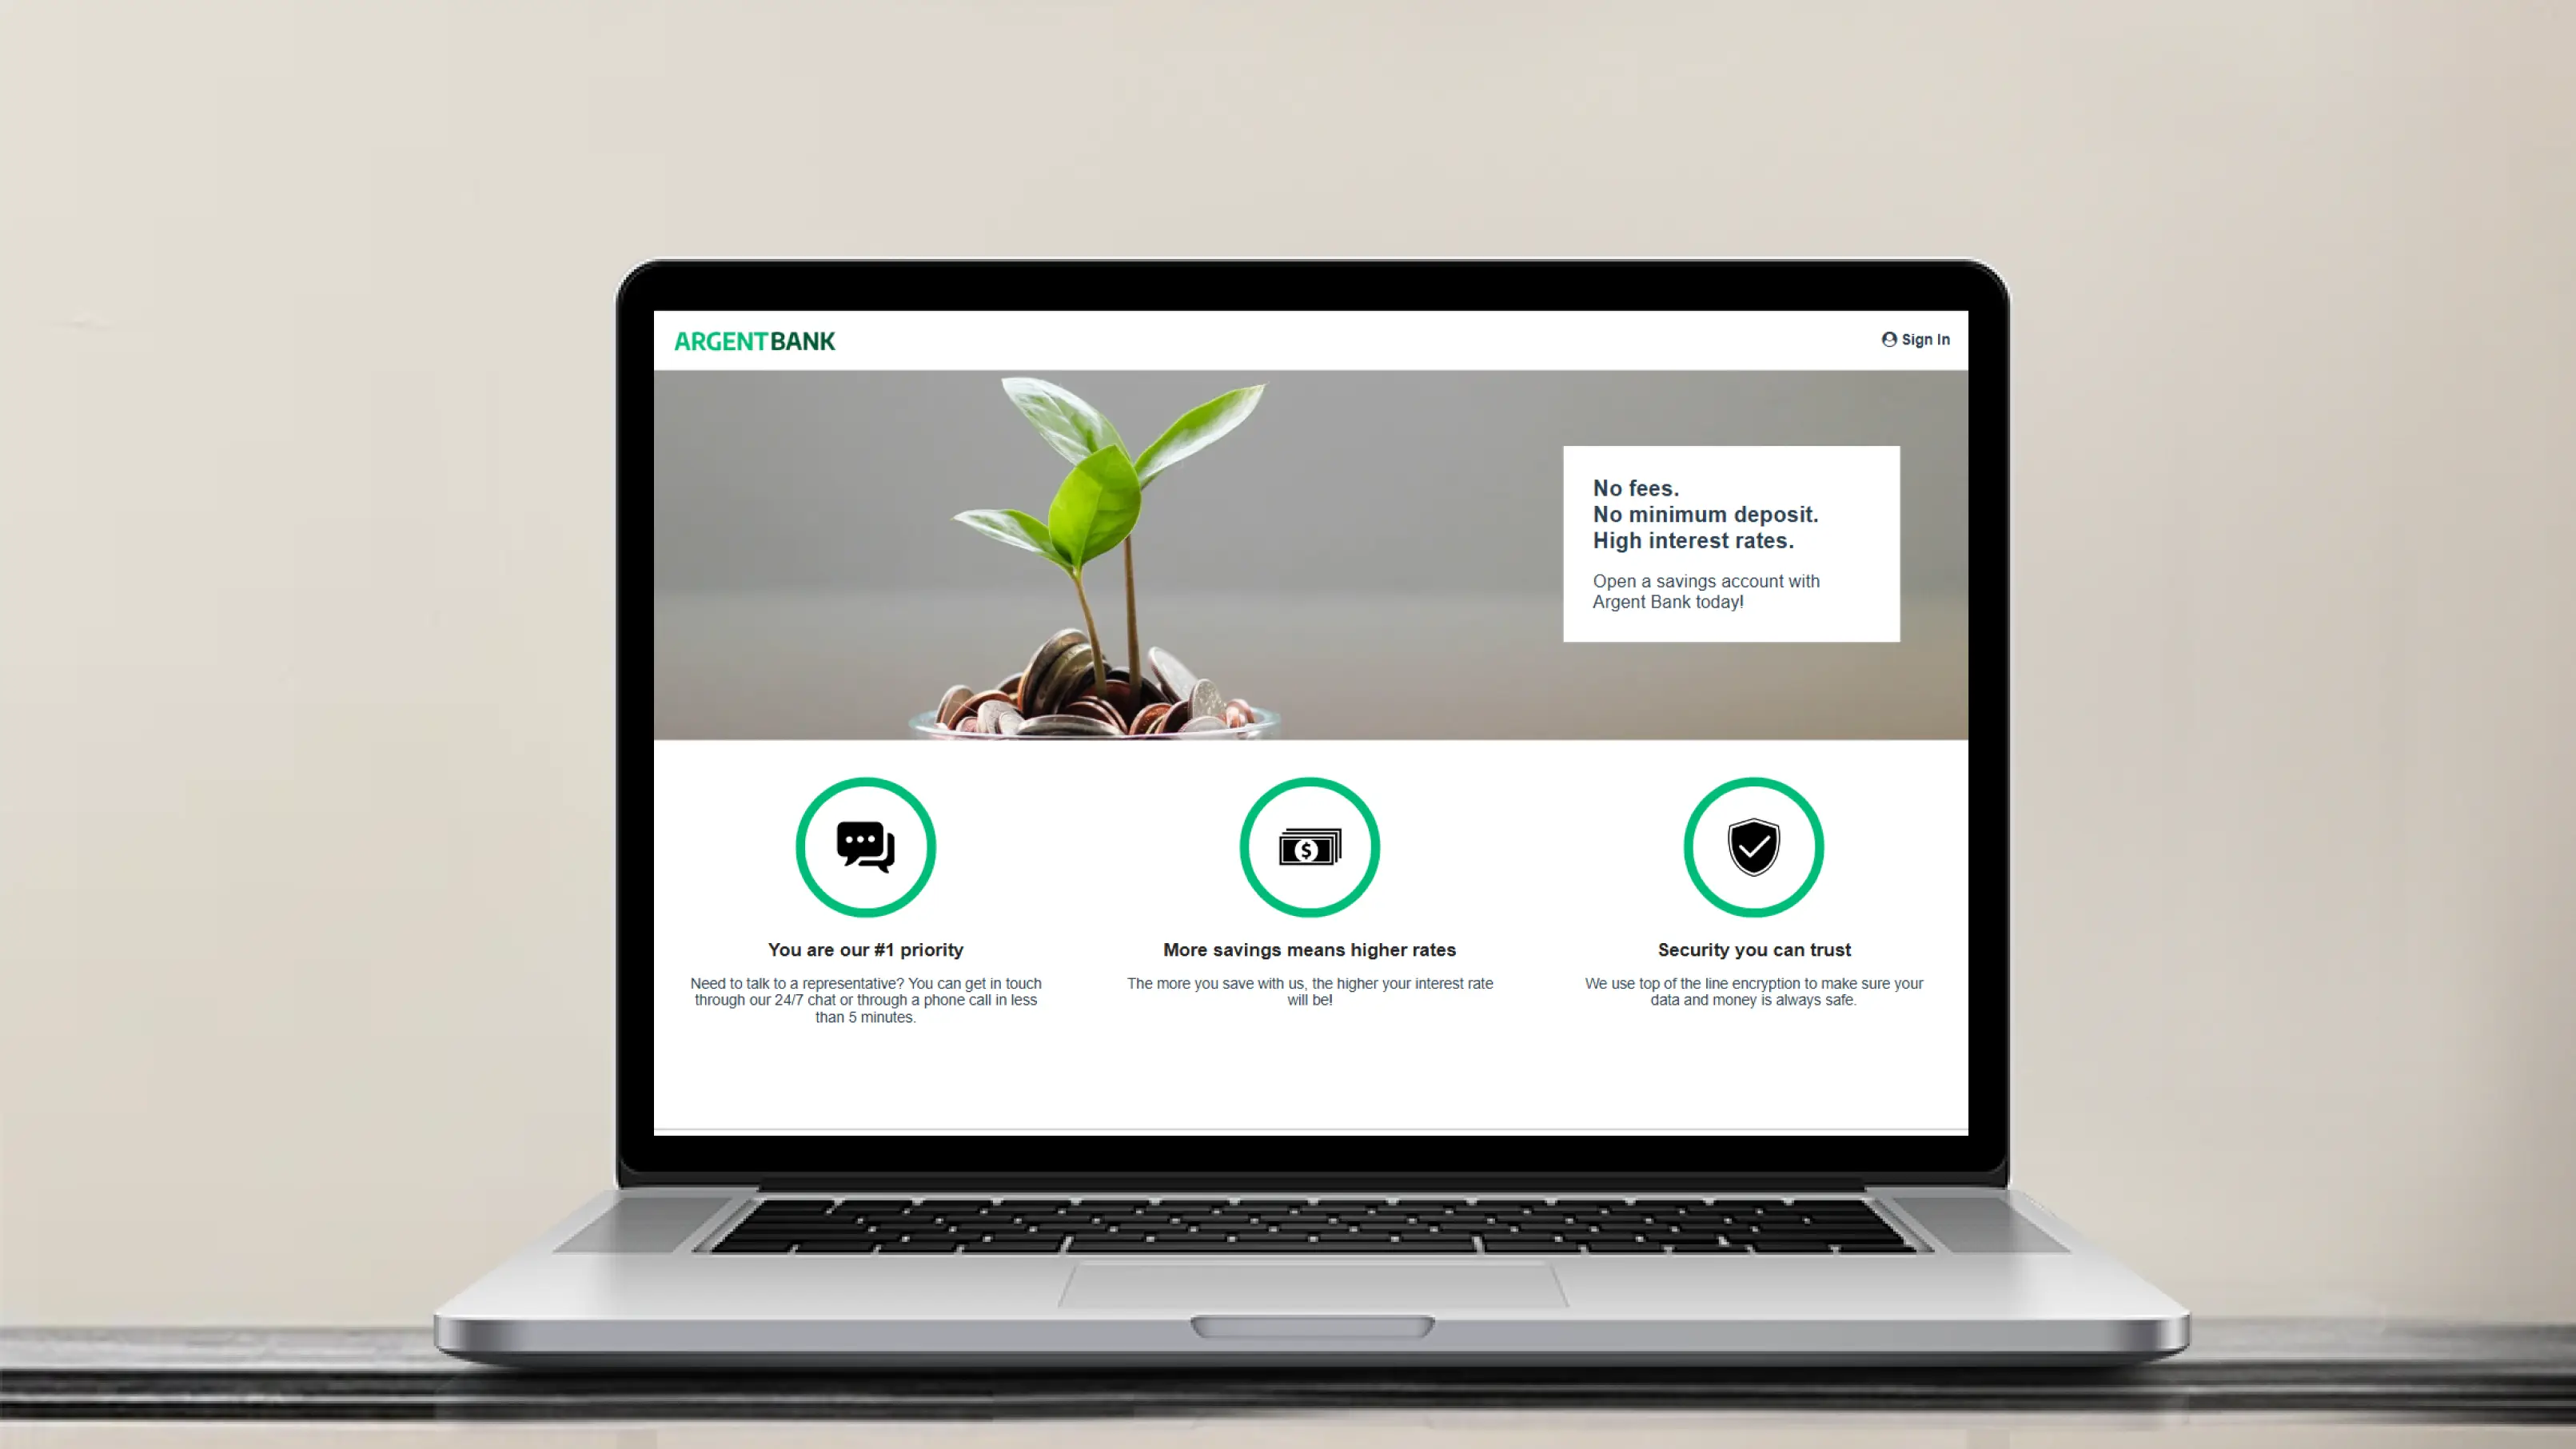 ARGENTBANK
Sign In
No fees.
No minimum deposit.
High interest rates.
Open a savings account with
Argent Bank today!
You are our #1 priority
Need to talk to a representative? You can get in touch
through our 24/7 chat or through a phone call in less
than 5 minutes.
More savings means higher rates
The more you save with us, the higher your interest rate
will be!
Security you can trust
We use top of the line encryption to make sure your
data and money is always safe.